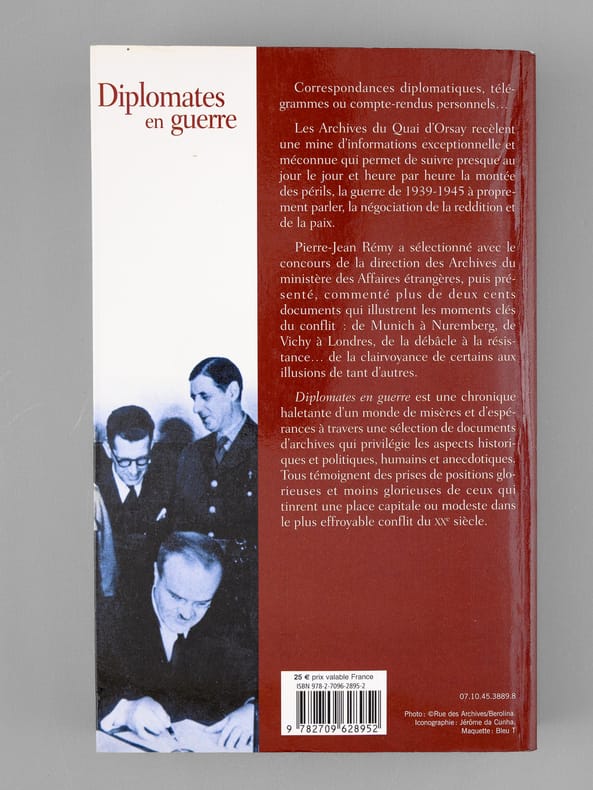 Diplomates
en guerre
Correspondances diplomatiques, télé-
grammes ou compte-rendus personnels…
Les Archives du Quai d'Orsay recèlent
une mine d'informations exceptionnelle et
méconnue qui permet de suivre presque au
jour le jour et heure par heure la montée
des périls, la guerre de 1939-1945 à propre-
ment parler, la négociation de la reddition et
de la paix.
Pierre-Jean Rémy a sélectionné avec le
concours de la direction des Archives du
ministère des Affaires étrangères, puis pré-
senté, commenté plus de deux cents
documents qui illustrent les moments clés
du conflit : de Munich à Nuremberg, de
Vichy à Londres, de la débâcle à la résis-
tance… de la clairvoyance de certains aux
illusions de tant d'autres.
Diplomates en guerre est une chronique
haletante d'un monde de misères et d'espé-
rances à travers une sélection de documents
d'archives qui privilégie les aspects histori-
ques et politiques, humains et anecdotiques.
Tous témoignent des prises de positions glo-
rieuses et moins glorieuses de ceux qui
tinrent une place capitale ou modeste dans
le plus effroyable conflit du XXe siècle.
25 € prix valable France
ISBN 978-2-7096-2895-2
9 782709 628952
07.10.45.3889.8
Photo : ©Rue des Archives/Berolina.
Iconographie : Jérôme da Cunha.
Maquette : Bleu T